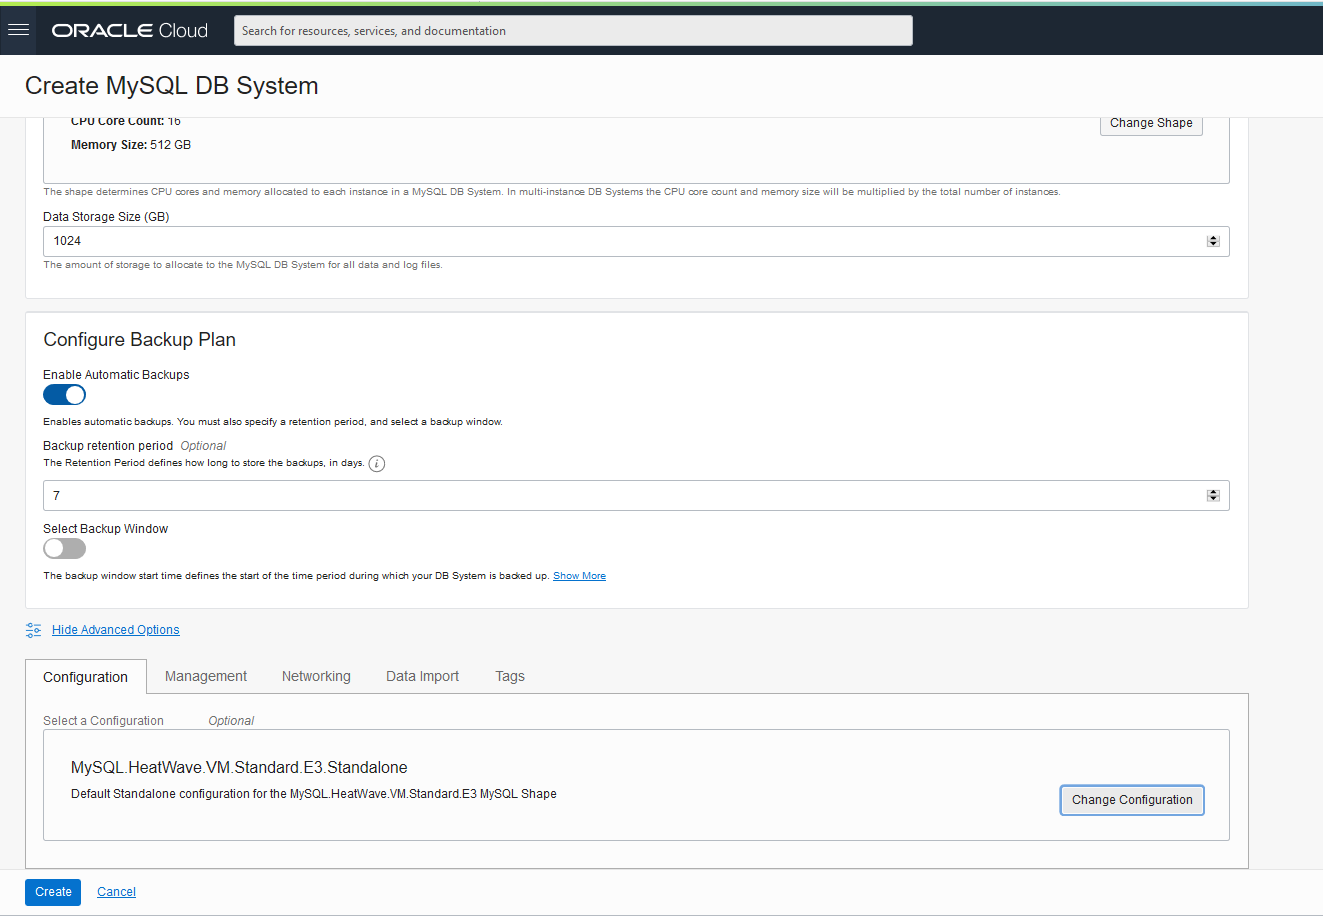 ORACLE Cloud
Search for resources, services, and documentation
Create MySQL DB System
CPU Core Count: 16
Change Shape
Memory Size: 512 GB
The shape determines CPU cores and memory allocated to each instance in a MySQL DB System. In multi-instance DB Systems the CPU core count and memory size will be multiplied by the total number of instances.
Data Storage Size (GB)
1024
The amount of storage to allocate to the MySQL DB System for all data and log files.
Configure Backup Plan
Enable Automatic Backups
Enables automatic backups. You must also specify a retention period, and select a backup window.
Backup retention period Optional
The Retention Period defines how long to store the backups, in days. i
7
Select Backup Window
The backup window start time defines the start of the time period during which your DB System is backed up. Show More
Hide Advanced Options
Configuration Management Networking Data Import Tags
Select a Configuration Optional
MySQL.HeatWave.VM.Standard.E3.Standalone
Default Standalone configuration for the MySQL.HeatWave.VM.Standard.E3 MySQL Shape
Change Configuration
Create Cancel